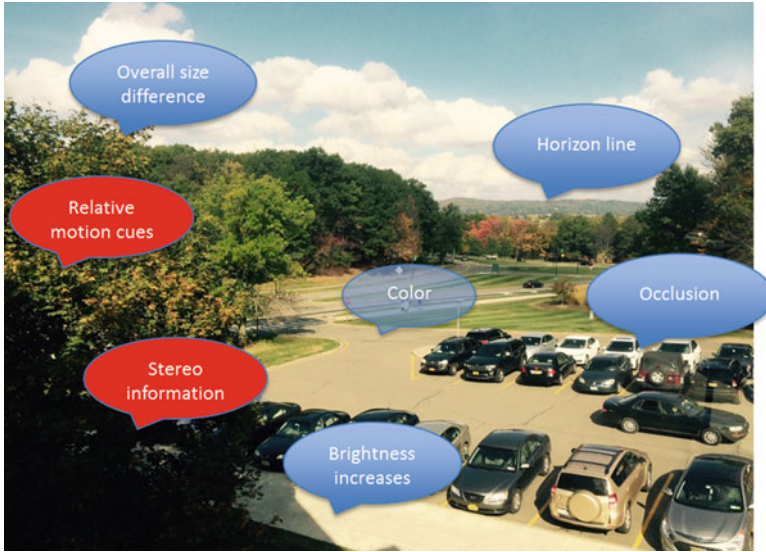 Overall size
difference
Horizon line
Relative
motion cues
Color
Occlusion
Stereo
information
Brightness
increases